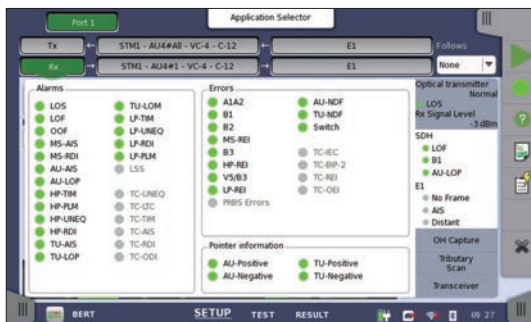 Port 1
Application Selector
Tx
STM1 - AU4#All - VC-4 - C-12
E1
Follows
Rx
STM1 - AU4#1 - VC-4 - C-12
E1
None
Alarms
LOS
LOF
OOF
MS-AIS
MS-RDI
AU-AIS
AU-LOP
HP-TIM
HP-PLM
HP-UNEQ
HP-RDI
TU-AIS
TU-LOP
TU-LOM
LP-TIM
LP-UNEQ
LP-RDI
LP-PLM
LSS
TC-UNEQ
TC-LTC
TC-TIM
TC-AIS
TC-RDI
TC-ODI
Errors
A1A2
B1
B2
MS-REI
B3
HP-REI
V5/B3
LP-REI
PRBS Errors
AU-NDF
TU-NDF
Switch
TC-IEC
TC-BIP-2
TC-REI
TC-OEI
Pointer information
AU-Positive
AU-Negative
TU-Positive
TU-Negative
Optical transmitter
Normal
LOS
Rx Signal Level
-3 dBm
SDH
LOF
B1
AU-LOP
E1
No Frame
AIS
Distant
OH Capture
Tributary
Scan
Transceiver
BERT
SETUP
TEST
RESULT
09 27